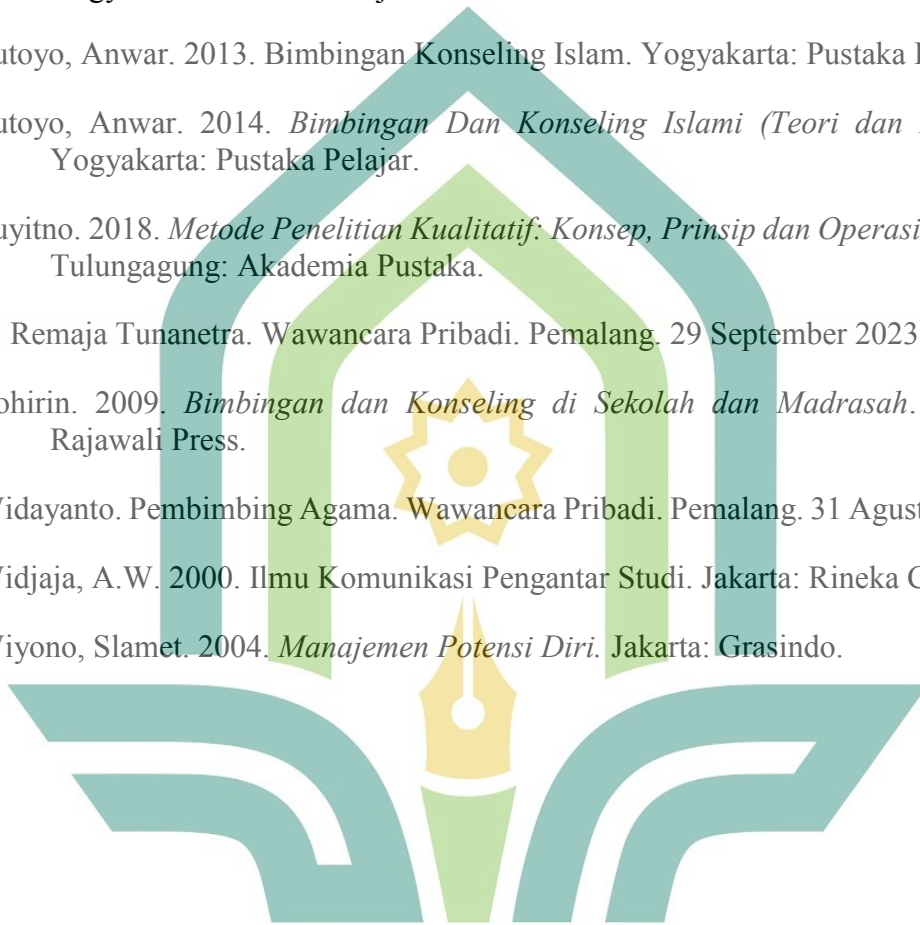 utoyo, Anwar. 2013. Bimbingan Konseling Islam. Yogyakarta: Pustaka
utoyo, Anwar. 2014. Bimbingan Dan Konseling Islami (Teori dan
Yogyakarta: Pustaka Pelajar.
uyitno. 2018. Metode Penelitian Kualitatif: Konsep, Prinsip dan Operasi
Tulungagung: Akademia Pustaka.
Remaja Tunanetra. Wawancara Pribadi. Pemalang. 29 September 2023
ohirin. 2009. Bimbingan dan Konseling di Sekolah dan Madrasah.
Rajawali Press.
idayanto. Pembimbing Agama. Wawancara Pribadi. Pemalang. 31 Agust
idjaja, A.W. 2000. Ilmu Komunikasi Pengantar Studi. Jakarta: Rineka
iyono, Slamet. 2004. Manajemen Potensi Diri. Jakarta: Grasindo.